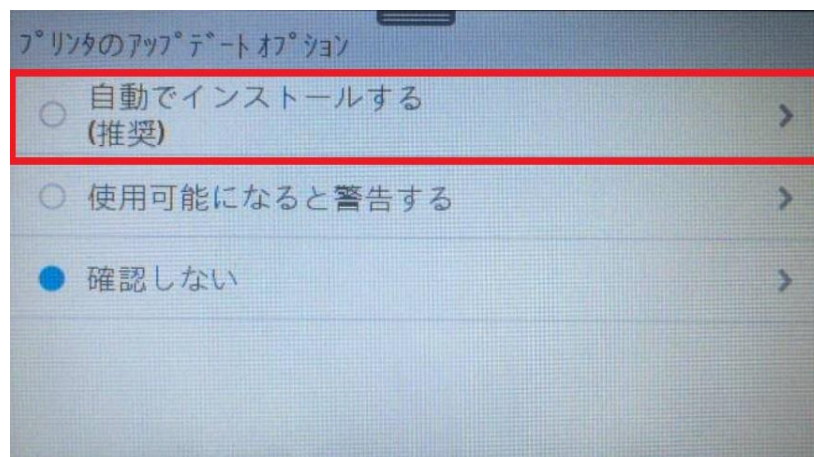 ﾌﾟﾘﾝﾀのｱｯﾌﾟﾃﾞｰﾄ ｵﾌﾟｼｮﾝ
自動でインストールする
(推奨)
使用可能になると警告する
確認しない